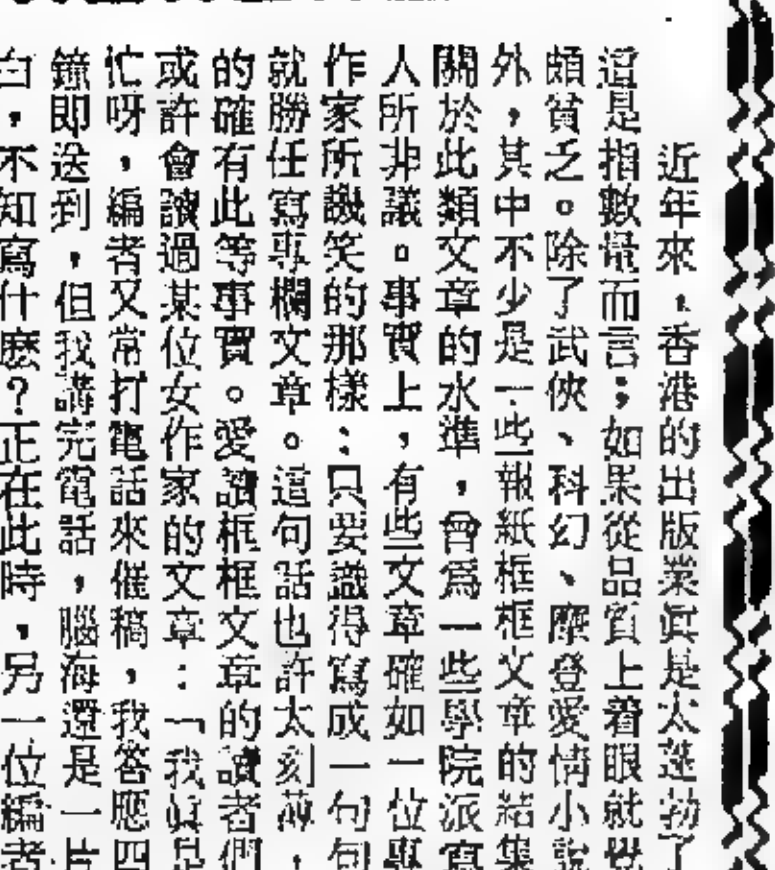 近年來，香港的出版業眞是太蓬勃了
這是指數量而言；如果從品質上着眼就覺
頗貧乏。除了武俠、科幻、摩登愛情小說
外，其中不少是一些報紙框框文章的結集
關於此類文章的水準，曾爲一些學院派寫
人所非議。事實上，有些文章確如一位專
作家所譏笑的那樣：只要識得寫成一句句
就勝任寫專欄文章。這句話也許太刻薄，
的確有此等事實。愛讀框框文章的讀者們
或許會讀過某位女作家的文章：「我眞是
忙呀，編者又常打電話來催稿，我答應四
鐘即送到，但我講完電話，腦海還是一片
白，不知寫什麼？正在此時，另一位編者